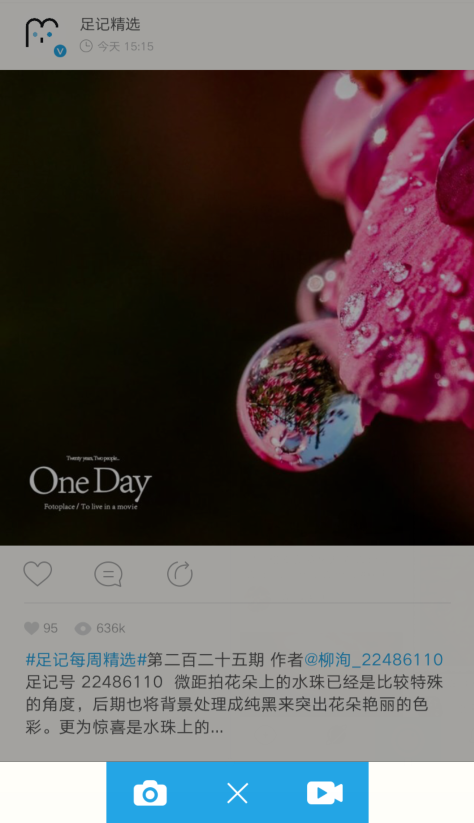 足记精选
V
今天 15:15
Twenty years, Two people...
One Day
Fotoplace / To live in a movie
95 636k
#足记每周精选#第二百二十五期 作者@柳洵_22486110
足记号 22486110 微距拍花朵上的水珠已经是比较特殊
的角度，后期也将背景处理成纯黑来突出花朵艳丽的色
彩。更为惊喜是水珠上的...